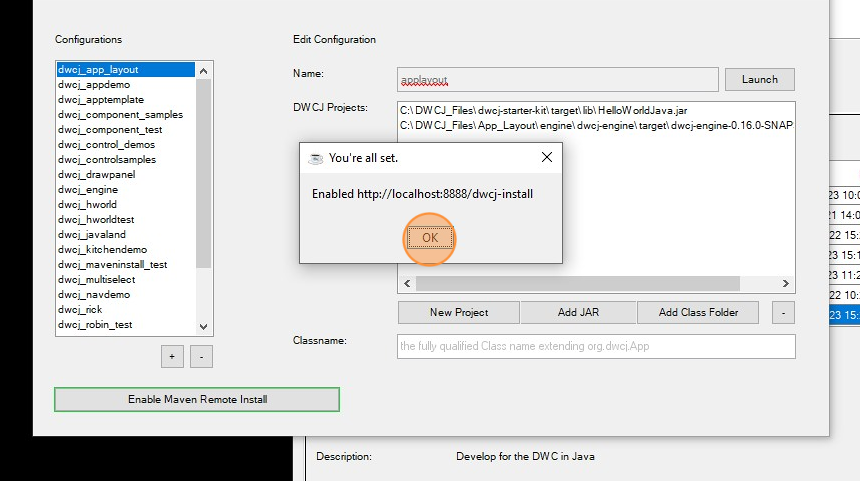 Configurations
Edit Configuration
dwcj_app_layout
dwcj_appdemo
dwcj_apptemplate
dwcj_component_samples
dwcj_component_test
dwcj_control_demos
dwcj_controlsamples
dwcj_drawpanel
dwcj_engine
dwcj_hworld
dwcj_hworldtest
dwcj_javaland
dwcj_kitchendemo
dwcj_maveninstall_test
dwcj_multiselect
dwcj_navdemo
dwcj_rick
dwcj_robin_test
+ -
Enable Maven Remote Install
Name: applayout Launch
DWCJ Projects:
C:\DWCJ_Files\dwcj-starter-kit\target\lib\HelloWorldJava.jar
C:\DWCJ_Files\App_Layout\engine\dwcj-engine\target\dwcj-engine-0.16.0-SNAP
You're all set.
Enabled http://localhost:8888/dwcj-install
OK
New Project Add JAR Add Class Folder -
Classname: the fully qualified Class name extending org.dwcj.App
23 10:0
21 14:0
22 15:
23 15:1
23 11:2
22 10:
23 15:
Description: Develop for the DWC in Java